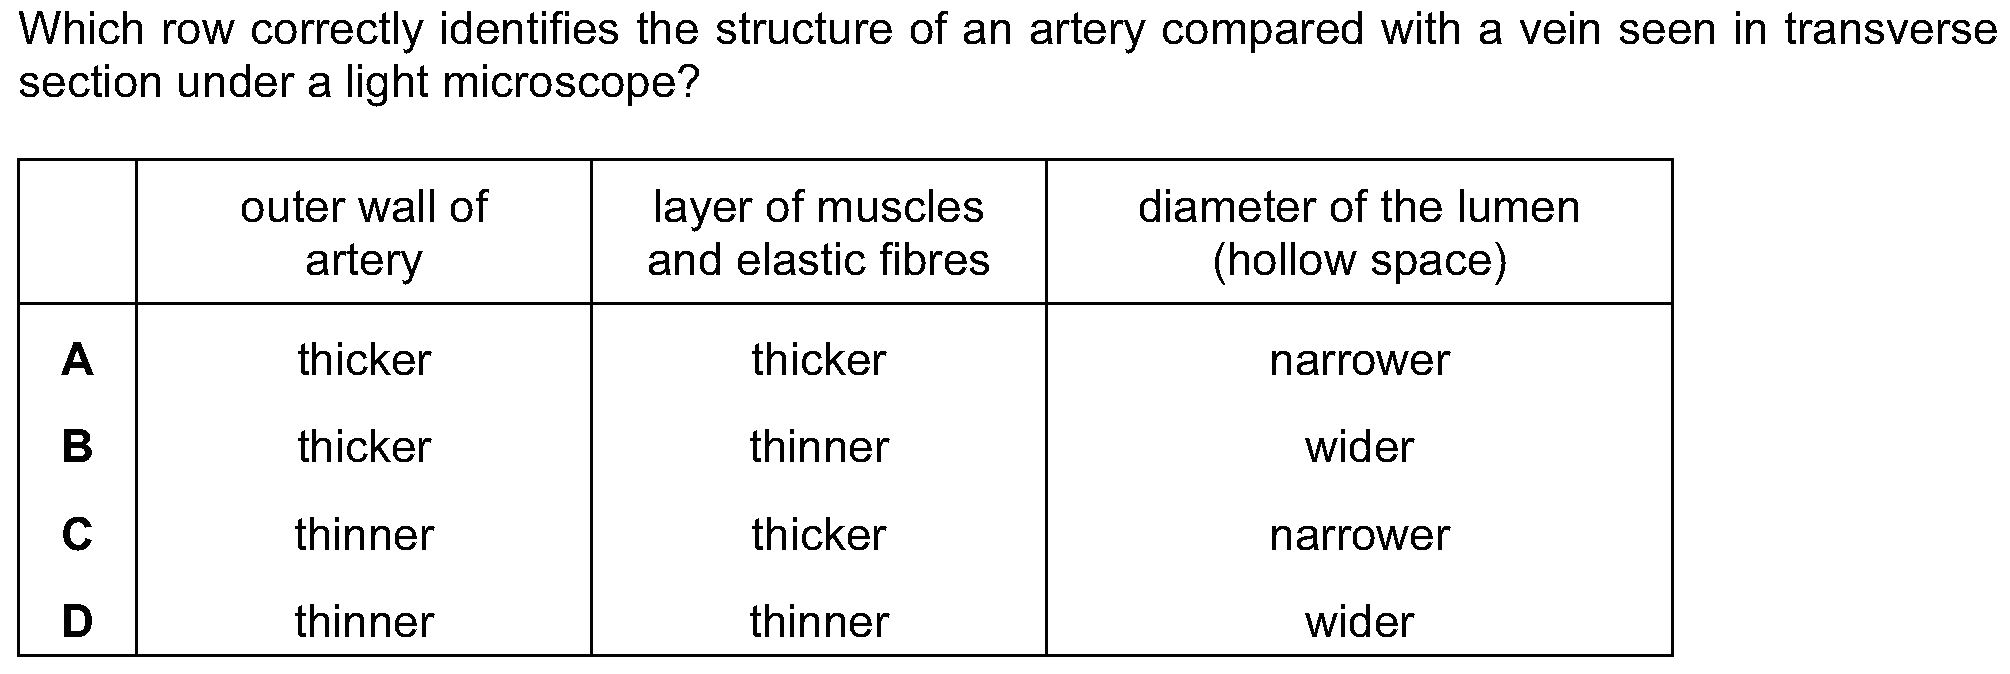 Which row correctly identifies the structure of an artery compared with a vein seen in transverse
section under a light microscope?
outer wall of artery layer of muscles and elastic fibres diameter of the lumen (hollow space)
A thicker thicker narrower
B thicker thinner wider
C thinner thicker narrower
D thinner thinner wider